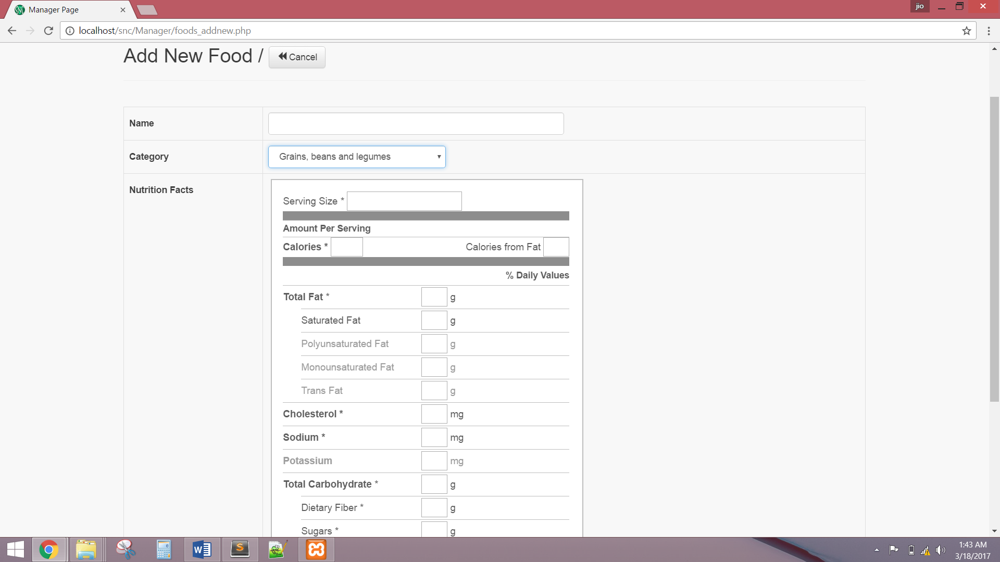 Manager Page
jio
localhost/snc/Manager/foods_addnew.php
Add New Food / Cancel
Name
Category
Grains, beans and legumes
Nutrition Facts
Serving Size *
Amount Per Serving
Calories *
Calories from Fat
% Daily Values
Total Fat * g
Saturated Fat g
Polyunsaturated Fat g
Monounsaturated Fat g
Trans Fat g
Cholesterol * mg
Sodium * mg
Potassium mg
Total Carbohydrate * g
Dietary Fiber * g
Sugars * g
1:43 AM
3/18/2017